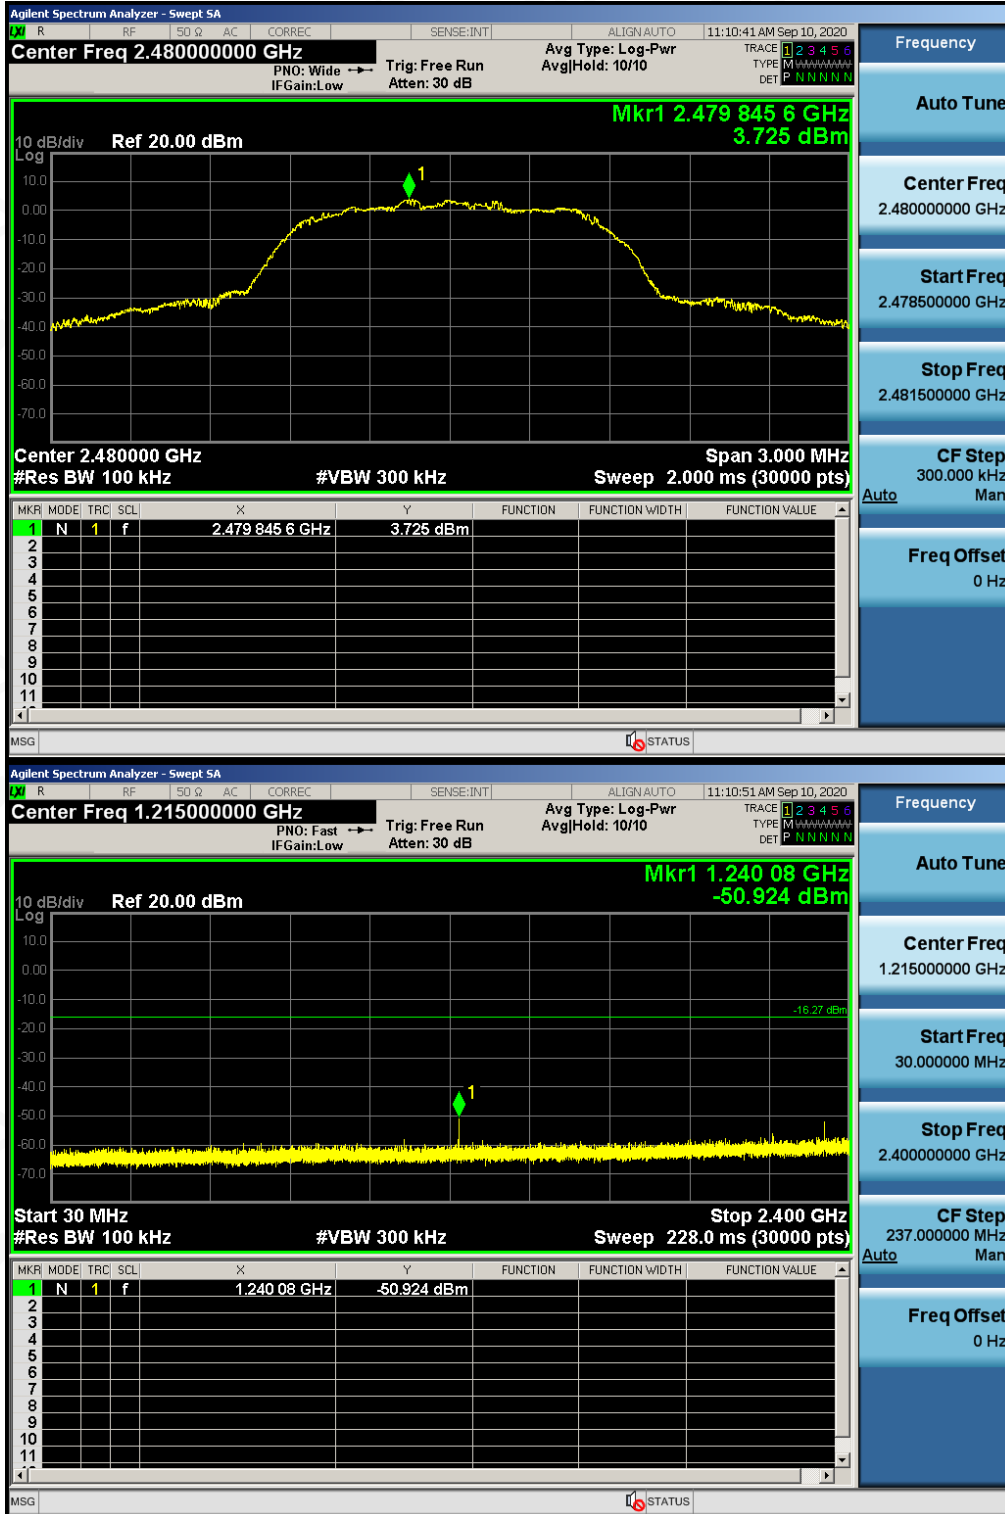 Agilent Spectrum Analyzer - Swept SA
LXI R RF 50 Ω AC CORREC SENSE:INT ALIGN AUTO 11:10:41 AM Sep 10, 2020
Center Freq 2.480000000 GHz
PNO: Wide
IFGain:Low
Trig: Free Run
Atten: 30 dB
Avg Type: Log-Pwr
Avg|Hold: 10/10
TRACE 1 2 3 4 5 6
TYPE M WWWWW
DET P N N N N N
Mkr1 2.479 845 6 GHz
3.725 dBm
10 dB/div Ref 20.00 dBm
Log
10.0
0.00
-10.0
-20.0
-30.0
-40.0
-50.0
-60.0
-70.0
1
Center 2.480000 GHz Span 3.000 MHz
#Res BW 100 kHz #VBW 300 kHz Sweep 2.000 ms (30000 pts)
MKR MODE TRC SCL X Y FUNCTION FUNCTION WIDTH FUNCTION VALUE
1 N 1 f 2.479 845 6 GHz 3.725 dBm
2
3
4
5
6
7
8
9
10
11
MSG STATUS
Frequency
Auto Tune
Center Freq
2.480000000 GHz
Start Freq
2.478500000 GHz
Stop Freq
2.481500000 GHz
CF Step
300.000 kHz
Auto Man
Freq Offset
0 Hz
Agilent Spectrum Analyzer - Swept SA
LXI R RF 50 Ω AC CORREC SENSE:INT ALIGN AUTO 11:10:51 AM Sep 10, 2020
Center Freq 1.215000000 GHz
PNO: Fast
IFGain:Low
Trig: Free Run
Atten: 30 dB
Avg Type: Log-Pwr
Avg|Hold: 10/10
TRACE 1 2 3 4 5 6
TYPE M WWWWW
DET P N N N N N
Mkr1 1.240 08 GHz
-50.924 dBm
10 dB/div Ref 20.00 dBm
Log
10.0
0.00
-10.0
-20.0
-30.0
-40.0
-50.0
-60.0
-70.0
-16.27 dBm
1
Start 30 MHz Stop 2.400 GHz
#Res BW 100 kHz #VBW 300 kHz Sweep 228.0 ms (30000 pts)
MKR MODE TRC SCL X Y FUNCTION FUNCTION WIDTH FUNCTION VALUE
1 N 1 f 1.240 08 GHz -50.924 dBm
2
3
4
5
6
7
8
9
10
11
MSG STATUS
Frequency
Auto Tune
Center Freq
1.215000000 GHz
Start Freq
30.000000 MHz
Stop Freq
2.400000000 GHz
CF Step
237.000000 MHz
Auto Man
Freq Offset
0 Hz